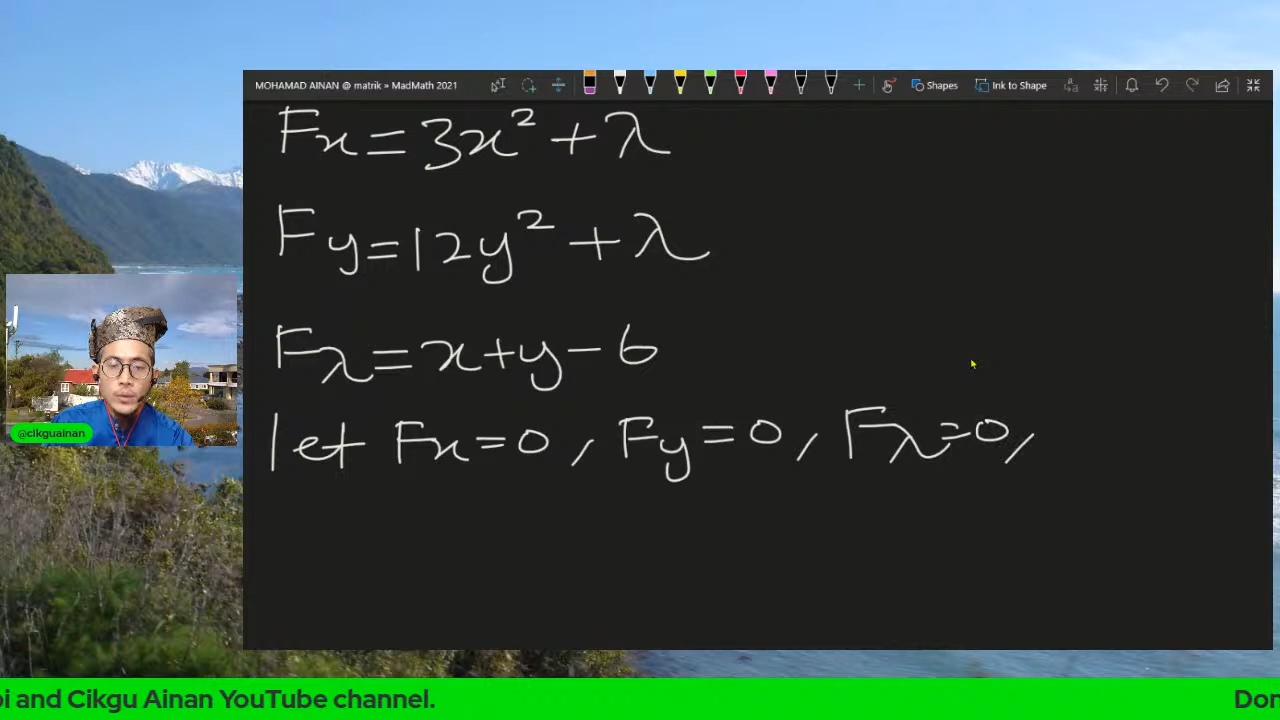 MOHAMAD AINAN @ matrik » MadMath 2021
Shapes
Ink to Shape
Fx = 3x² + λ
Fy = 12y² + λ
Fλ = x + y - 6
let Fx = 0, Fy = 0, Fλ = 0,
@cikguainan
oi and Cikgu Ainan YouTube channel.
Don